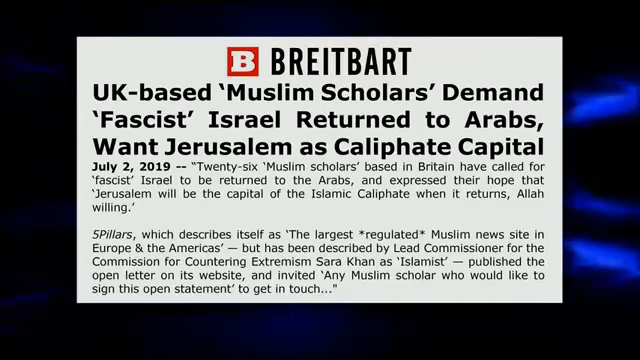 B BREITBART
UK-based ‘Muslim Scholars’ Demand
‘Fascist’ Israel Returned to Arabs,
Want Jerusalem as Caliphate Capital
July 2, 2019 -- “Twenty-six ‘Muslim scholars’ based in Britain have called for
‘fascist’ Israel to be returned to the Arabs, and expressed their hope that
‘Jerusalem will be the capital of the Islamic Caliphate when it returns, Allah
willing.’
5Pillars, which describes itself as ‘The largest *regulated* Muslim news site in
Europe & the Americas’ — but has been described by Lead Commissioner for the
Commission for Countering Extremism Sara Khan as ‘Islamist’ — published the
open letter on its website, and invited ‘Any Muslim scholar who would like to
sign this open statement’ to get in touch..."